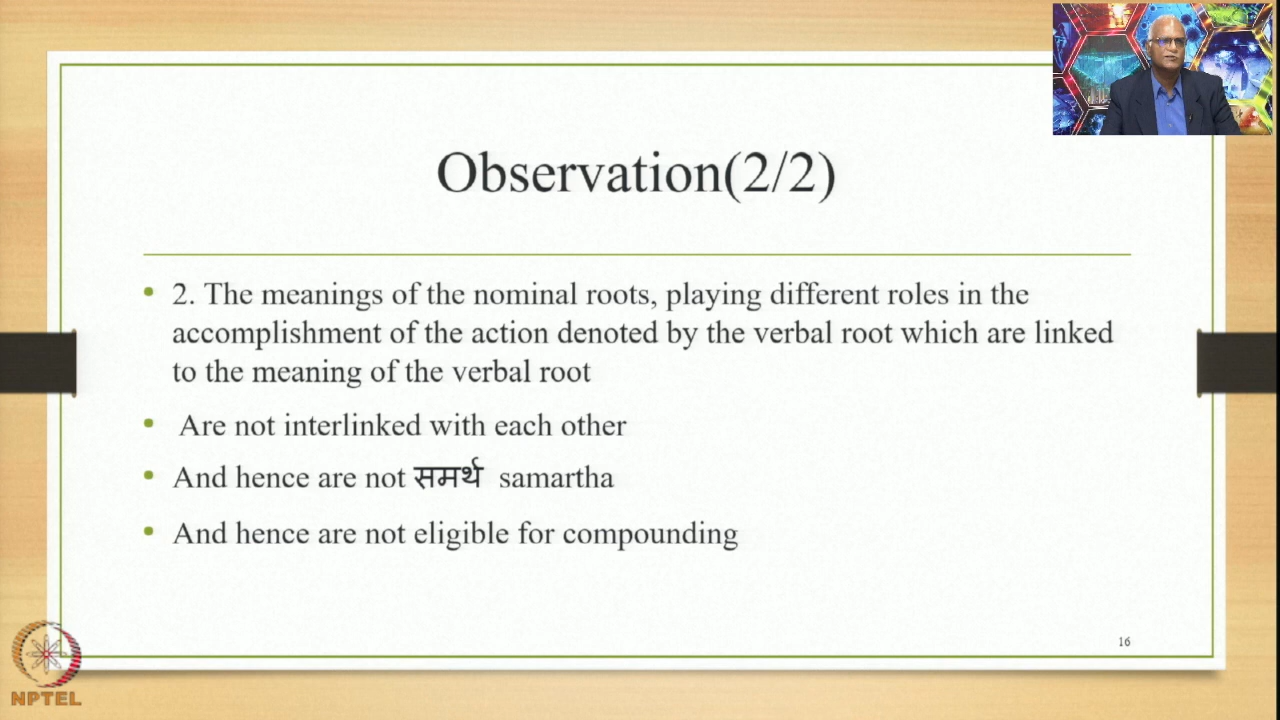 Observation(2/2)
• 2. The meanings of the nominal roots, playing different roles in the
accomplishment of the action denoted by the verbal root which are linked
to the meaning of the verbal root
• Are not interlinked with each other
• And hence are not समर्थ samartha
• And hence are not eligible for compounding
16
NPTEL